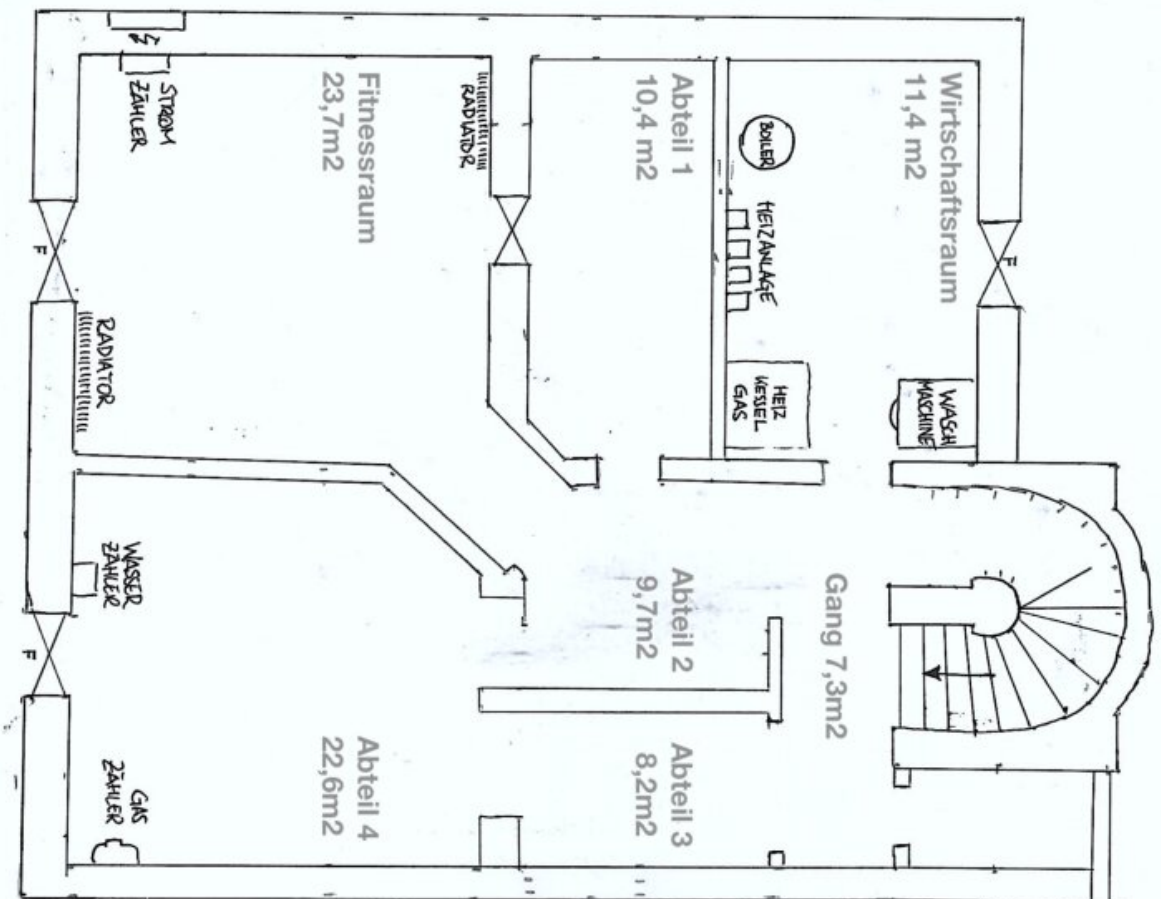 STROM
ZÄHLER
Fitnessraum
23,7m2
RADIATOR
Abteil 1
10,4 m2
BOILER
HEIZANLAGE
Wirtschaftsraum
11,4 m2
F
F
RADIATOR
HEIZ
KESSEL
GAS
WASCH
MASCHINE
WASSER
ZÄHLER
Abteil 2
9,7m2
Gang 7,3m2
F
GAS
ZÄHLER
Abteil 4
22,6m2
Abteil 3
8,2m2